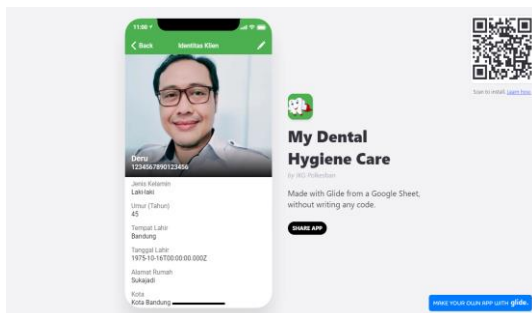 11:00
Back
Identitas Klien
Deru
1234567890123456
Jenis Kelamin
Laki-laki
Umur (Tahun)
45
Tempat Lahir
Bandung
Tanggal Lahir
1975-10-16T00:00:00.000Z
Alamat Rumah
Sukajadi
Kota
Kota Bandung
My Dental
Hygiene Care
Made with Glide from a Google Sheet,
without writing any code.
SHARE APP
Scan to install. Learn how.
MAKE YOUR OWN APP WITH glide.